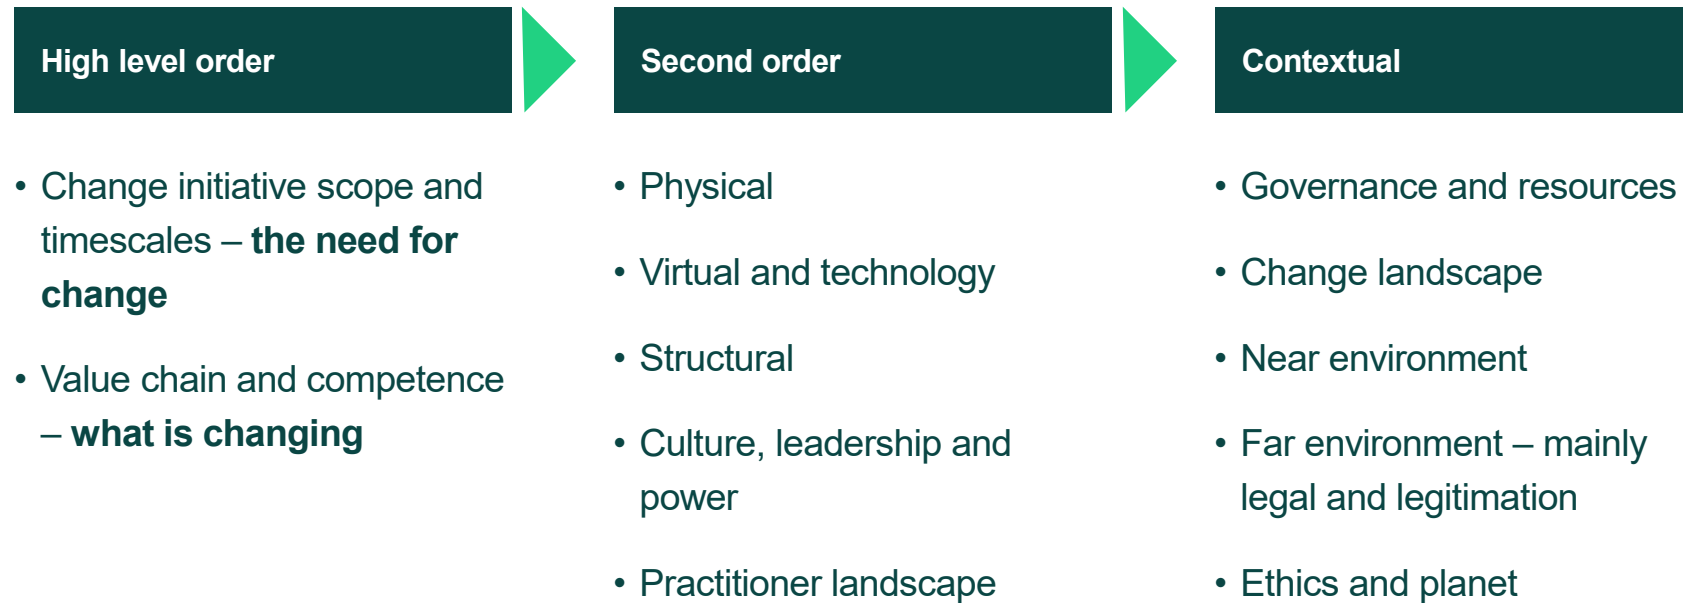 High level order
• Change initiative scope and
timescales – the need for
change
• Value chain and competence
– what is changing
Second order
• Physical
• Virtual and technology
• Structural
• Culture, leadership and
power
• Practitioner landscape
Contextual
• Governance and resources
• Change landscape
• Near environment
• Far environment – mainly
legal and legitimation
• Ethics and planet